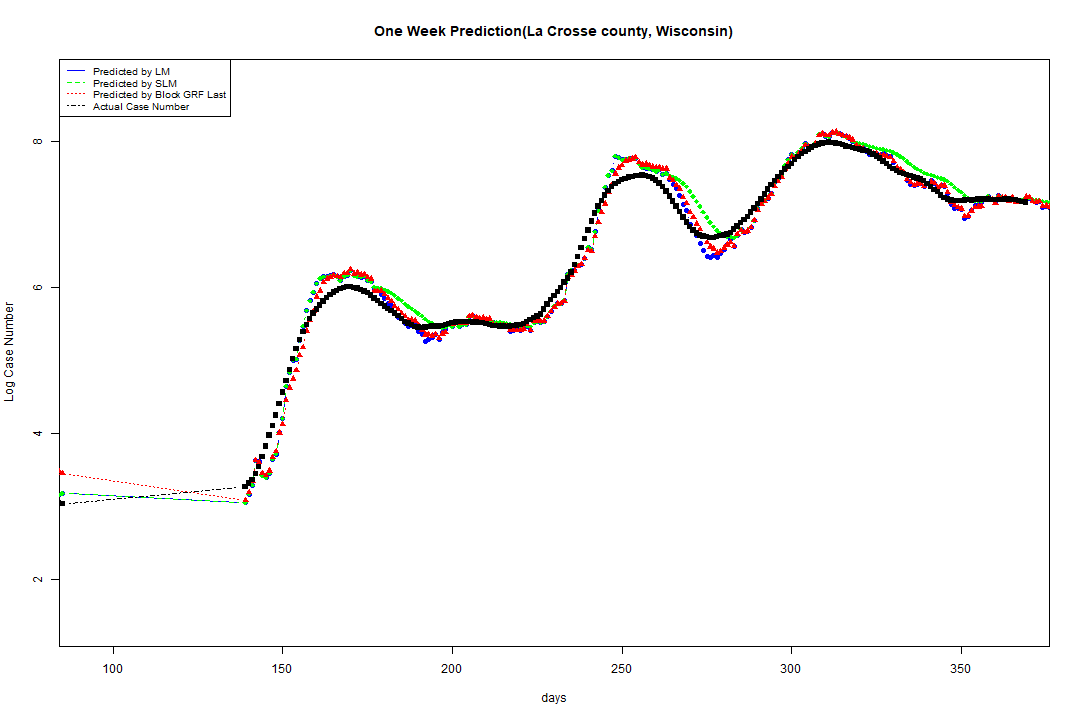 One Week Prediction(La Crosse county, Wisconsin)
Predicted by LM
Predicted by SLM
Predicted by Block GRF Last
Actual Case Number
8
6
4
2
Log Case Number
100 150 200 250 300 350
days